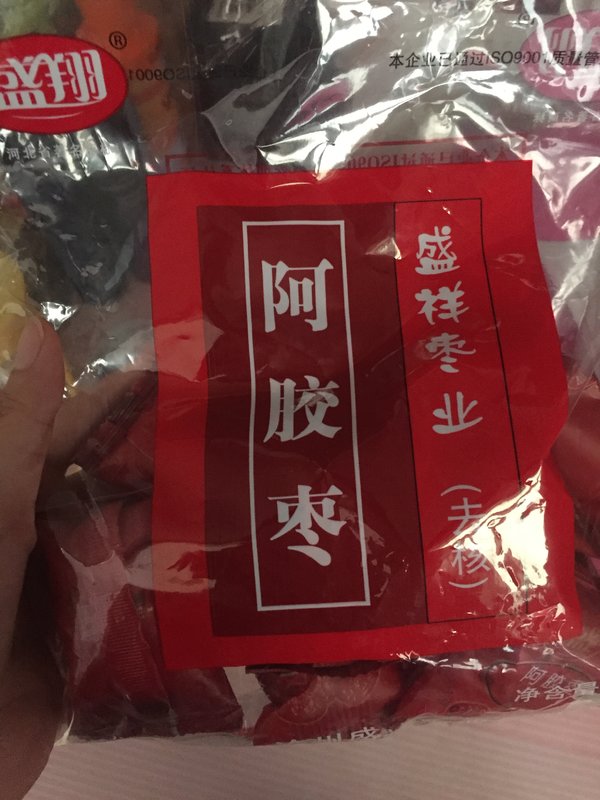 盛翔®
本企业已通过ISO9001质量管
阿胶枣
盛祥枣业
(去核)
阿胶
净含量